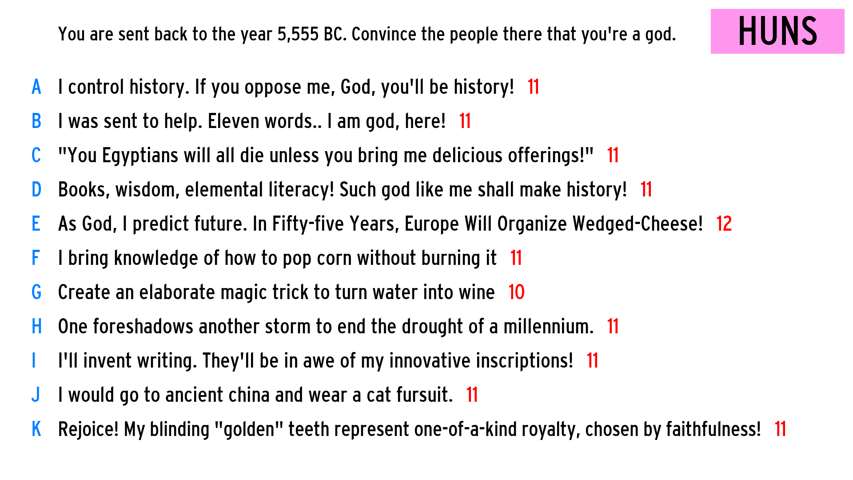 You are sent back to the year 5,555 BC. Convince the people there that you're a god.
HUNS
A I control history. If you oppose me, God, you'll be history! 11
B I was sent to help. Eleven words.. I am god, here! 11
C "You Egyptians will all die unless you bring me delicious offerings!" 11
D Books, wisdom, elemental literacy! Such god like me shall make history! 11
E As God, I predict future. In Fifty-five Years, Europe Will Organize Wedged-Cheese! 12
F I bring knowledge of how to pop corn without burning it 11
G Create an elaborate magic trick to turn water into wine 10
H One foreshadows another storm to end the drought of a millennium. 11
I I'll invent writing. They'll be in awe of my innovative inscriptions! 11
J I would go to ancient china and wear a cat fursuit. 11
K Rejoice! My blinding "golden" teeth represent one-of-a-kind royalty, chosen by faithfulness! 11